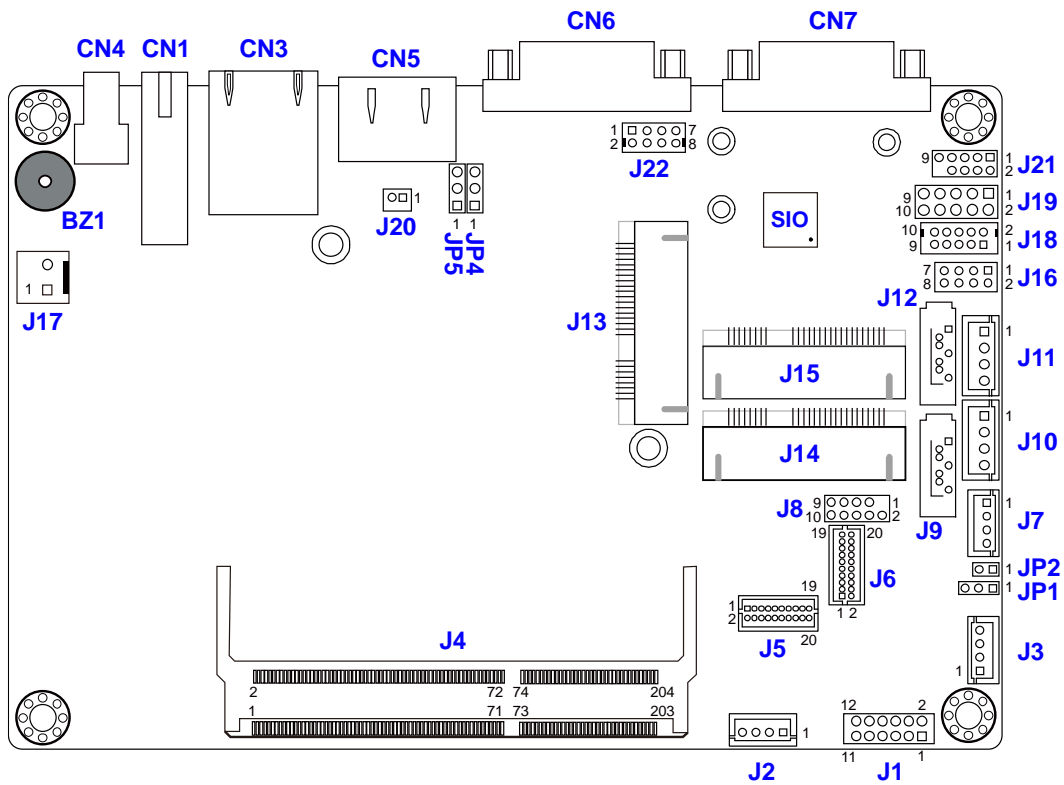 CN4 CN1 CN3 CN5 CN6 CN7
1 7
2 8
J22
9 1
2
J21
BZ1
1
J20
1 1
JP5 JP4
SIO
9 1
10 2
J19
10 2
9 1
J18
7 1
8 2
J16
1
J17
J13
J12
1
J11
J15
1
J10
J14
J9
9 1
10 2
J8
1
J7
19 20
J6
1 2
1
JP2
1
JP1
19
1
2
20
J5
J3
1
J4
2 72 74 204
1 71 73 203
1
J2
12 2
11 1
J1